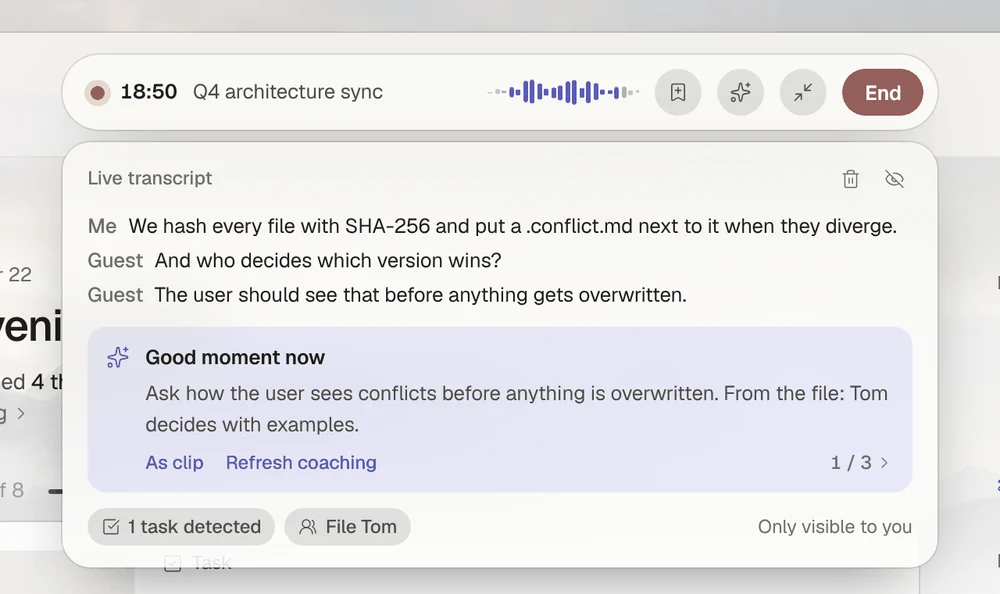 18:50 Q4 architecture sync
End
Live transcript
Me We hash every file with SHA-256 and put a .conflict.md next to it when they diverge.
Guest And who decides which version wins?
Guest The user should see that before anything gets overwritten.
Good moment now
Ask how the user sees conflicts before anything is overwritten. From the file: Tom
decides with examples.
As clip Refresh coaching
1 / 3
1 task detected
File Tom
Only visible to you
22
4
8
Task